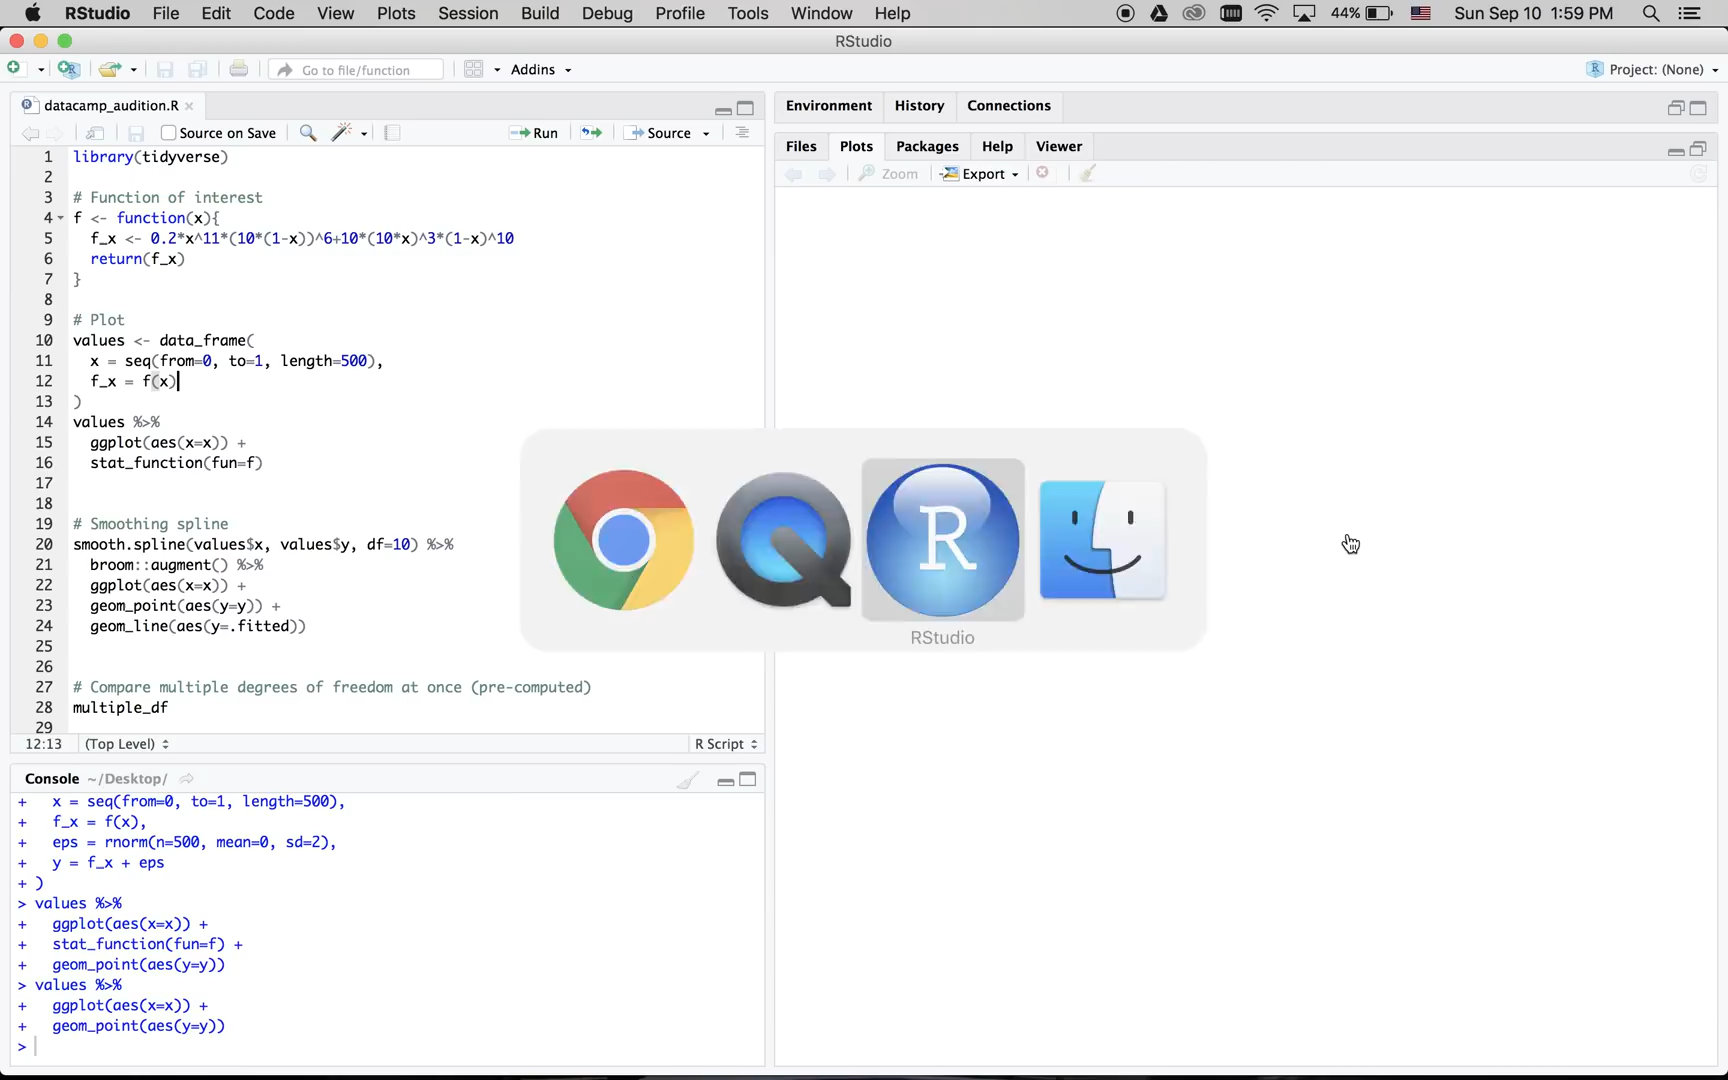 RStudio File Edit Code View Plots Session Build Debug Profile Tools Window Help 44% Sun Sep 10 1:59 PM
RStudio
Go to file/function Addins Project: (None)
datacamp_audition.R
Source on Save Run Source
1 library(tidyverse)
2
3 # Function of interest
4 f <- function(x){
5 f_x <- 0.2*x^11*(10*(1-x))^6+10*(10*x)^3*(1-x)^10
6 return(f_x)
7 }
8
9 # Plot
10 values <- data_frame(
11 x = seq(from=0, to=1, length=500),
12 f_x = f(x)
13 )
14 values %>%
15 ggplot(aes(x=x)) +
16 stat_function(fun=f)
17
18
19 # Smoothing spline
20 smooth.spline(values$x, values$y, df=10) %>%
21 broom::augment() %>%
22 ggplot(aes(x=x)) +
23 geom_point(aes(y=y)) +
24 geom_line(aes(y=.fitted))
25
26
27 # Compare multiple degrees of freedom at once (pre-computed)
28 multiple_df
29
12:13 (Top Level) R Script
Console ~/Desktop/
+ x = seq(from=0, to=1, length=500),
+ f_x = f(x),
+ eps = rnorm(n=500, mean=0, sd=2),
+ y = f_x + eps
+ )
> values %>%
+ ggplot(aes(x=x)) +
+ stat_function(fun=f) +
+ geom_point(aes(y=y))
> values %>%
+ ggplot(aes(x=x)) +
+ geom_point(aes(y=y))
>
Environment History Connections
Files Plots Packages Help Viewer
Zoom Export
R
RStudio